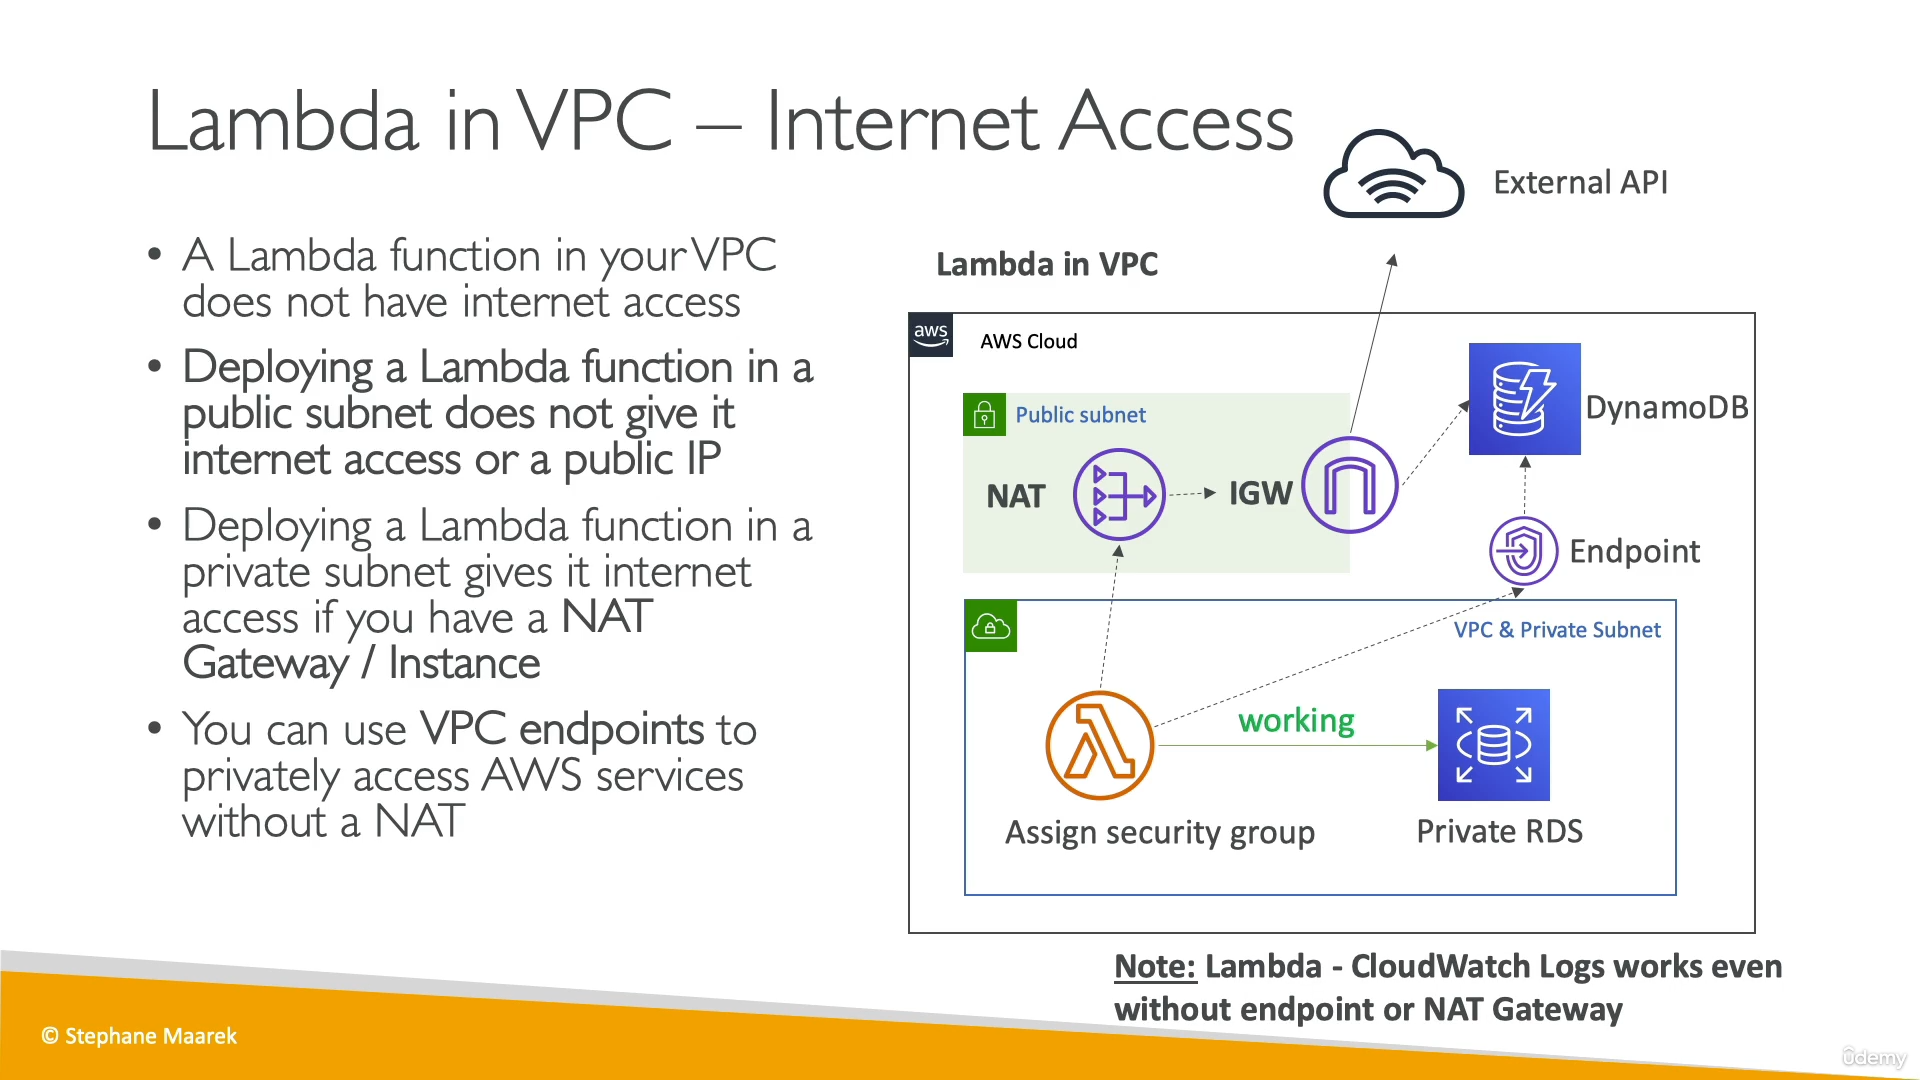 Lambda in VPC – Internet Access
• A Lambda function in your VPC
does not have internet access
• Deploying a Lambda function in a
public subnet does not give it
internet access or a public IP
• Deploying a Lambda function in a
private subnet gives it internet
access if you have a NAT
Gateway / Instance
• You can use VPC endpoints to
privately access AWS services
without a NAT
External API
Lambda in VPC
aws
AWS Cloud
Public subnet
NAT
IGW
DynamoDB
Endpoint
VPC & Private Subnet
working
Assign security group
Private RDS
Note: Lambda - CloudWatch Logs works even
without endpoint or NAT Gateway
© Stephane Maarek
ûdemy